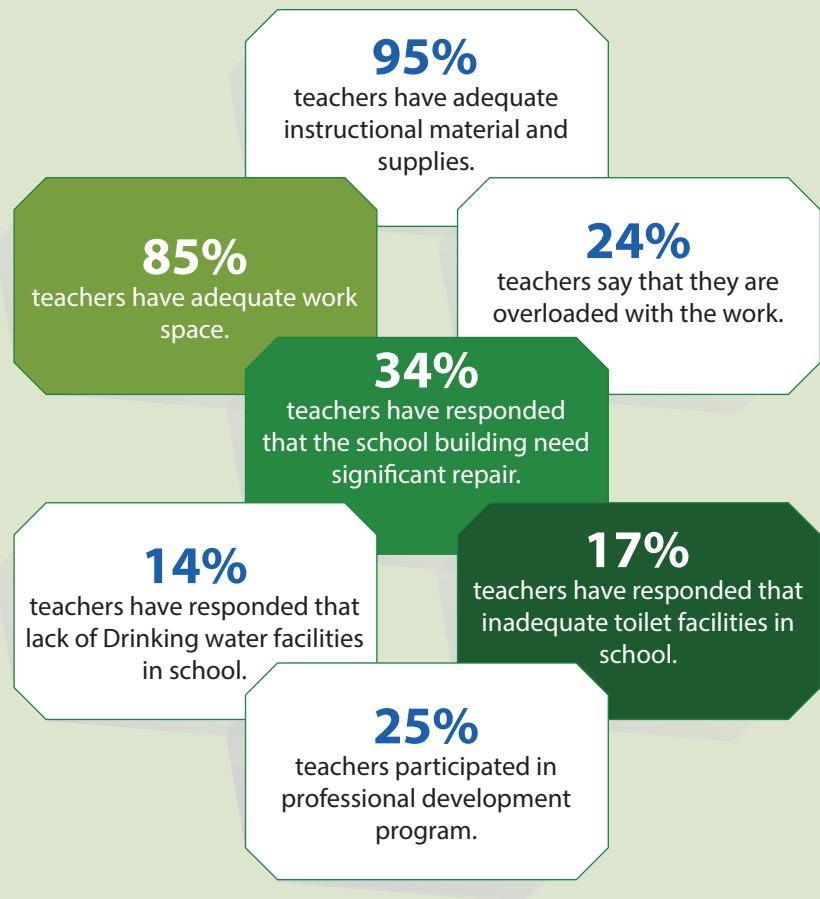 95%
teachers have adequate
instructional material and
supplies.
85%
teachers have adequate work
space.
24%
teachers say that they are
overloaded with the work.
34%
teachers have responded
that the school building need
significant repair.
14%
teachers have responded that
lack of Drinking water facilities
in school.
17%
teachers have responded that
inadequate toilet facilities in
school.
25%
teachers participated in
professional development
program.